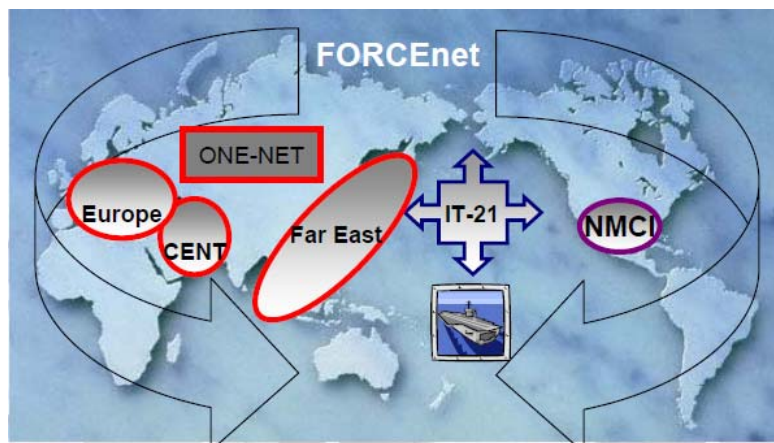 FORCEnet
ONE-NET
Europe
CENT
Far East
IT-21
NMCI